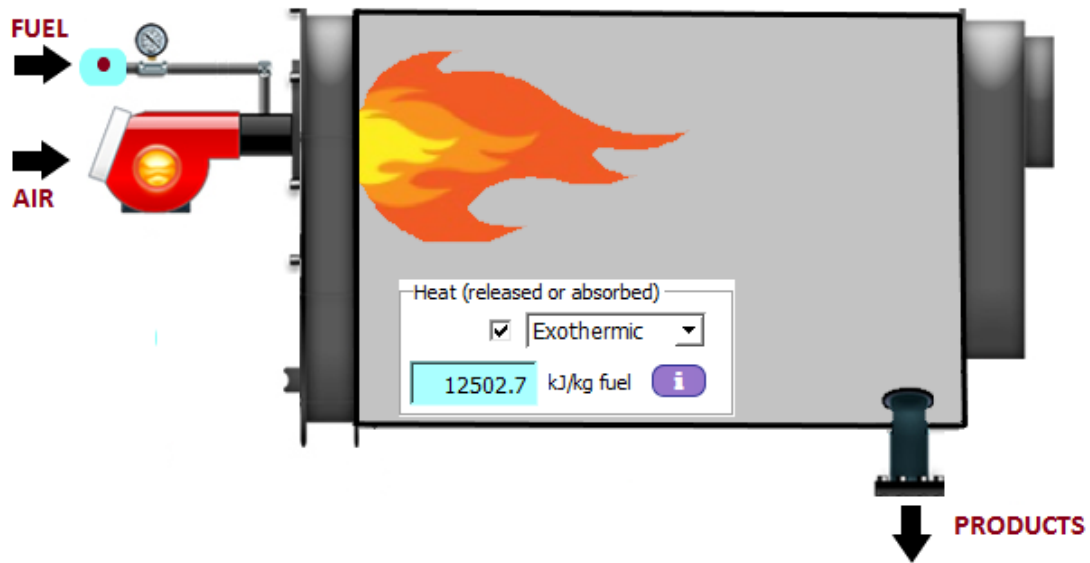 FUEL
AIR
Heat (released or absorbed)
Exothermic
12502.7 kJ/kg fuel i
PRODUCTS